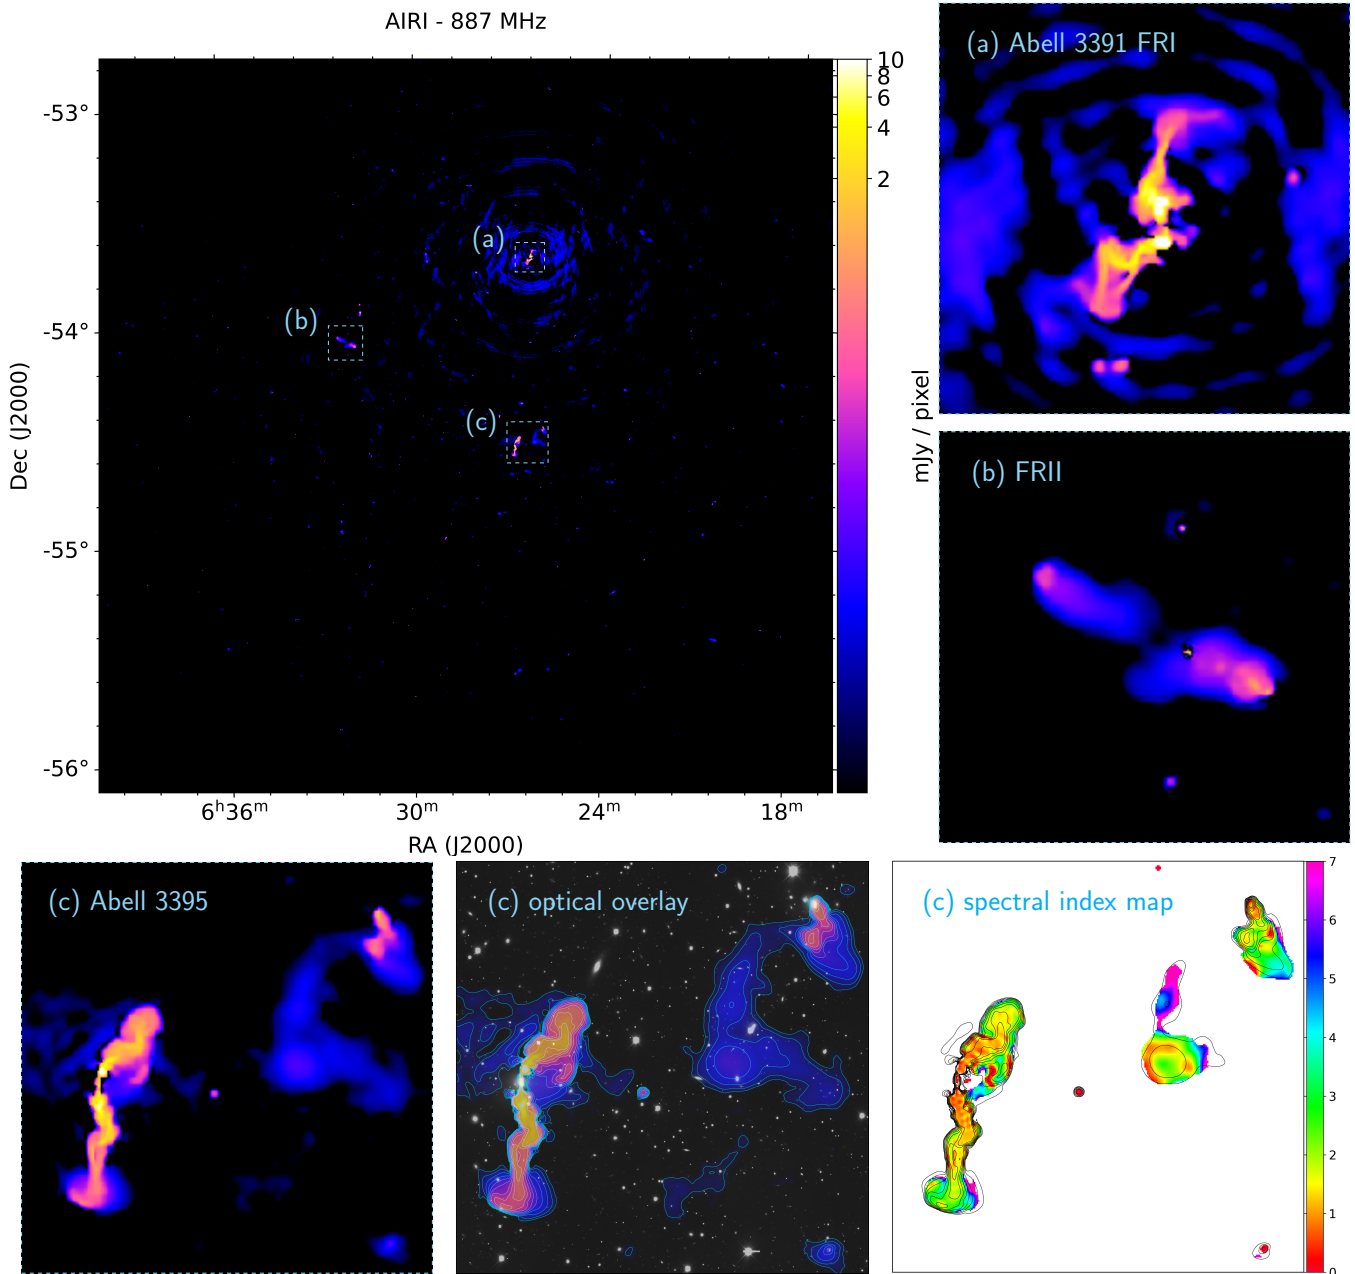 AIRI - 887 MHz
-53°
-54°
-55°
-56°
Dec (J2000)
6ʰ36ᵐ
30ᵐ
24ᵐ
18ᵐ
RA (J2000)
(a)
(b)
(c)
10
8
6
4
2
mJy / pixel
(a) Abell 3391 FRI
(b) FRII
(c) Abell 3395
(c) optical overlay
(c) spectral index map
7
6
5
4
3
2
1
0